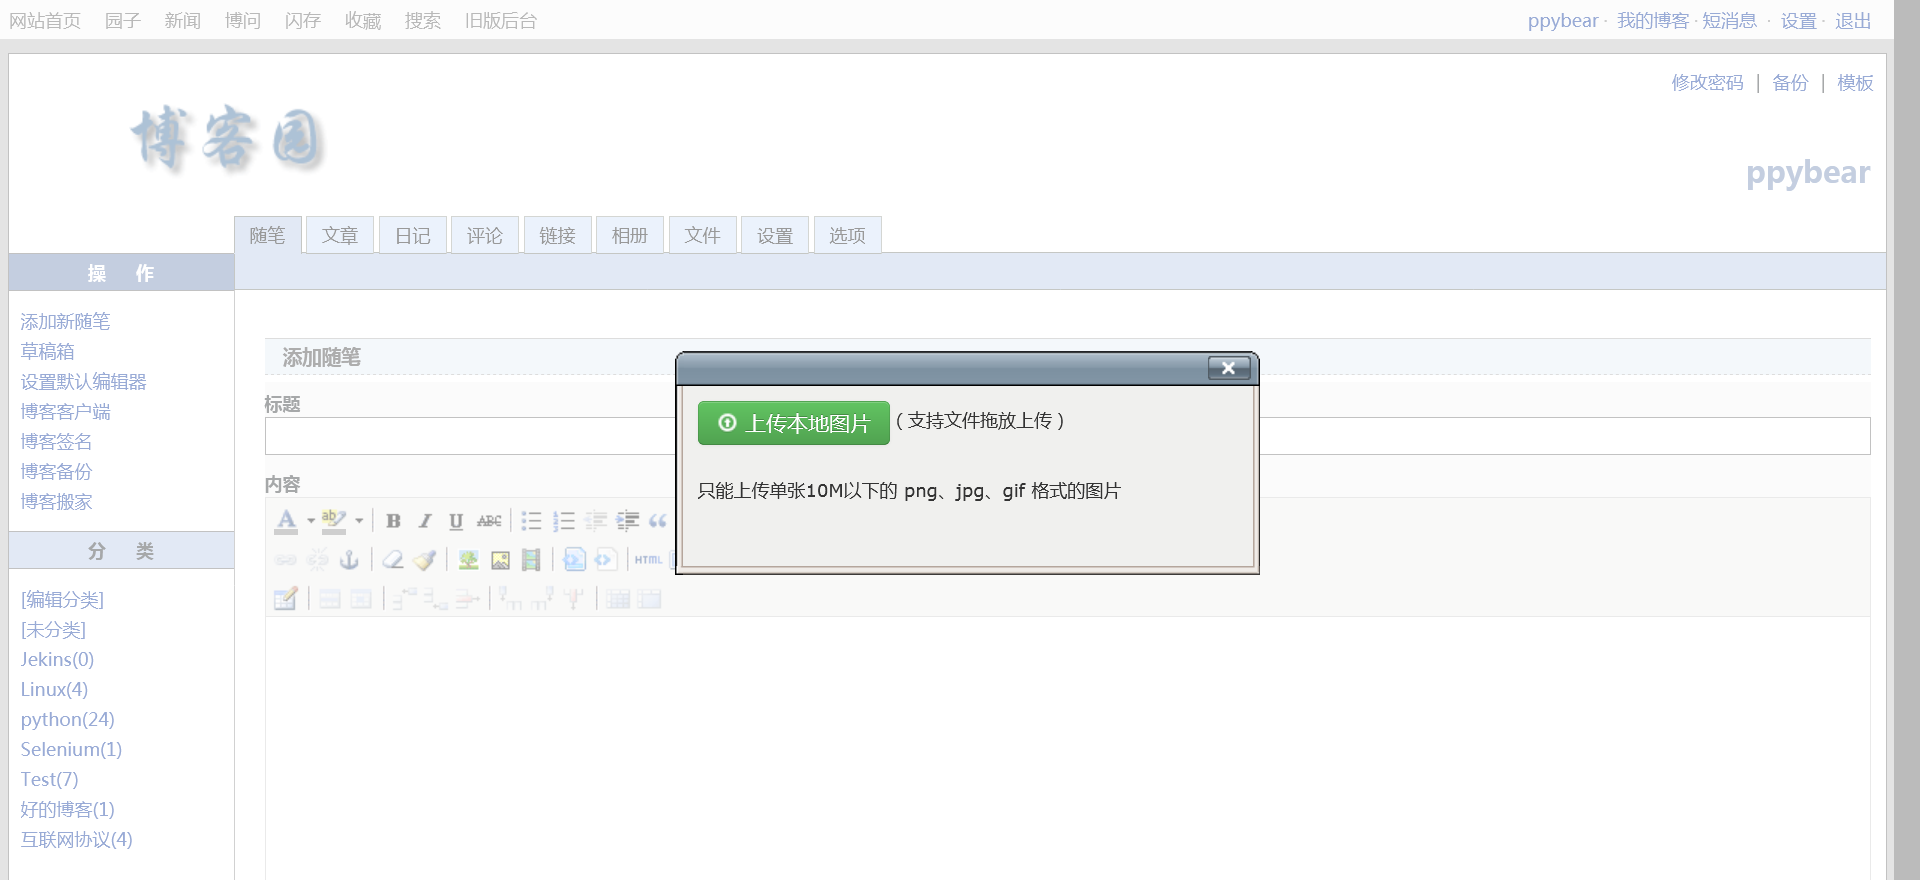 网站首页 园子 新闻 博问 闪存 收藏 搜索 旧版后台 ppybear · 我的博客 · 短消息 · 设置 · 退出
修改密码 | 备份 | 模板
博客园
ppybear
随笔 文章 日记 评论 链接 相册 文件 设置 选项
操 作
添加新随笔
草稿箱
设置默认编辑器
博客客户端
博客签名
博客备份
博客搬家
分 类
[编辑分类]
[未分类]
Jekins(0)
Linux(4)
python(24)
Selenium(1)
Test(7)
好的博客(1)
互联网协议(4)
添加随笔
标题
内容
A ab B I U ABC
HTML
上传本地图片 ( 支持文件拖放上传 )
只能上传单张10M以下的 png、jpg、gif 格式的图片